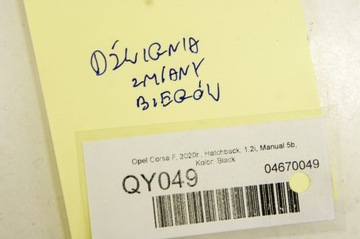 DŹWIGNIA
ZMIANY
BIEGÓW
Opel Corsa F, 2020r., Hatchback, 1.2i, Manual 5b,
Kolor: Black
QY049
04670049